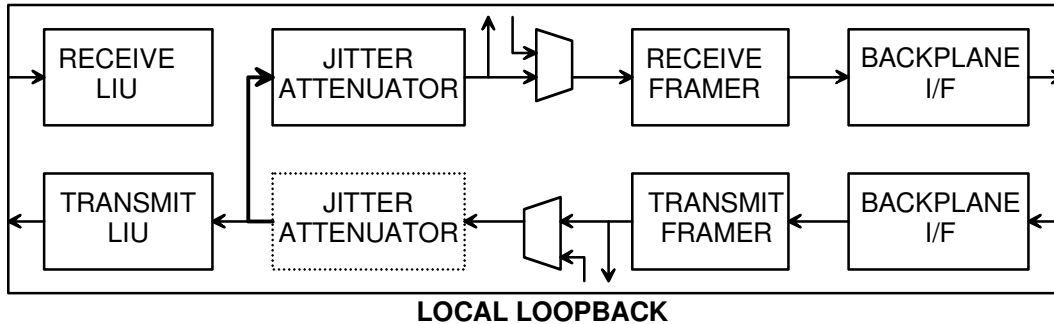 RECEIVE
LIU
JITTER
ATTENUATOR
RECEIVE
FRAMER
BACKPLANE
I/F
TRANSMIT
LIU
JITTER
ATTENUATOR
TRANSMIT
FRAMER
BACKPLANE
I/F
LOCAL LOOPBACK